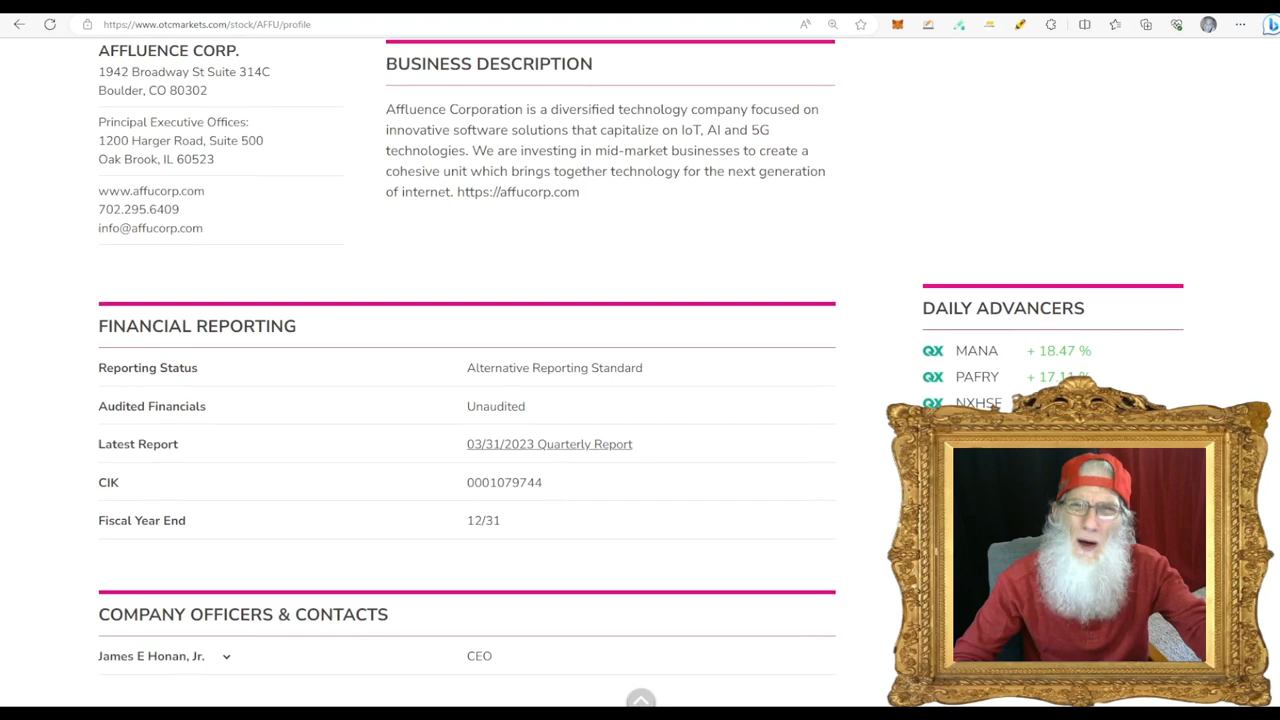 https://www.otcmarkets.com/stock/AFFU/profile
AFFLUENCE CORP.
1942 Broadway St Suite 314C
Boulder, CO 80302
Principal Executive Offices:
1200 Harger Road, Suite 500
Oak Brook, IL 60523
www.affucorp.com
702.295.6409
info@affucorp.com
BUSINESS DESCRIPTION
Affluence Corporation is a diversified technology company focused on
innovative software solutions that capitalize on IoT, AI and 5G
technologies. We are investing in mid-market businesses to create a
cohesive unit which brings together technology for the next generation
of internet. https://affucorp.com
FINANCIAL REPORTING
Reporting Status Alternative Reporting Standard
Audited Financials Unaudited
Latest Report 03/31/2023 Quarterly Report
CIK 0001079744
Fiscal Year End 12/31
COMPANY OFFICERS & CONTACTS
James E Honan, Jr. CEO
DAILY ADVANCERS
QX MANA + 18.47 %
QX PAFRY + 17.11 %
QX NXHSF